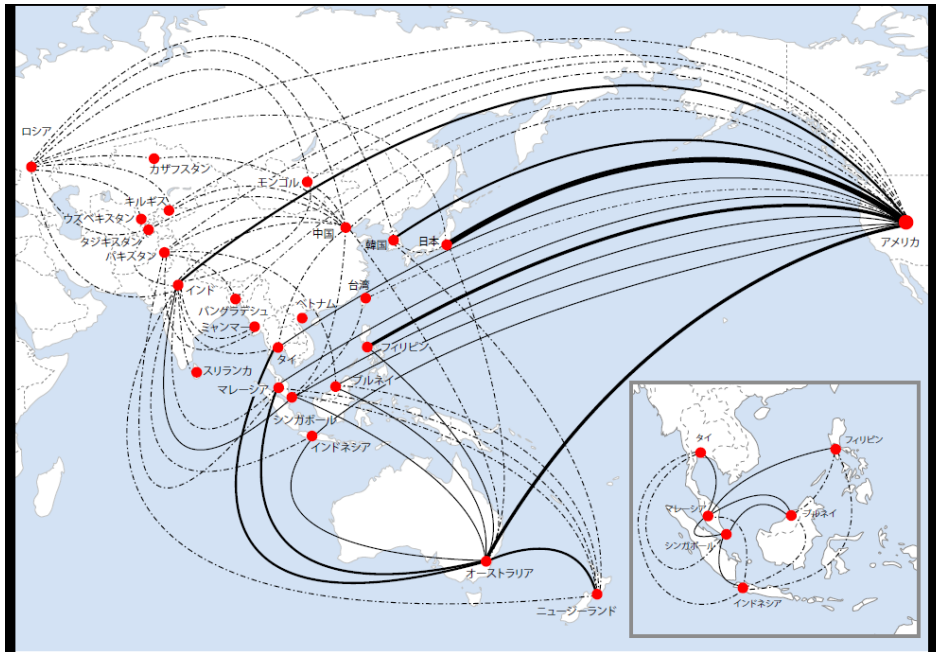 ロシア
カザフスタン
モンゴル
キルギス
ウズベキスタン
タジキスタン
パキスタン
中国
韓国
日本
アメリカ
インド
台湾
バングラデシュ
ベトナム
ミャンマー
タイ
フィリピン
スリランカ
マレーシア
ブルネイ
シンガポール
インドネシア
オーストラリア
ニュージーランド
タイ
フィリピン
マレーシア
ブルネイ
シンガポール
インドネシア